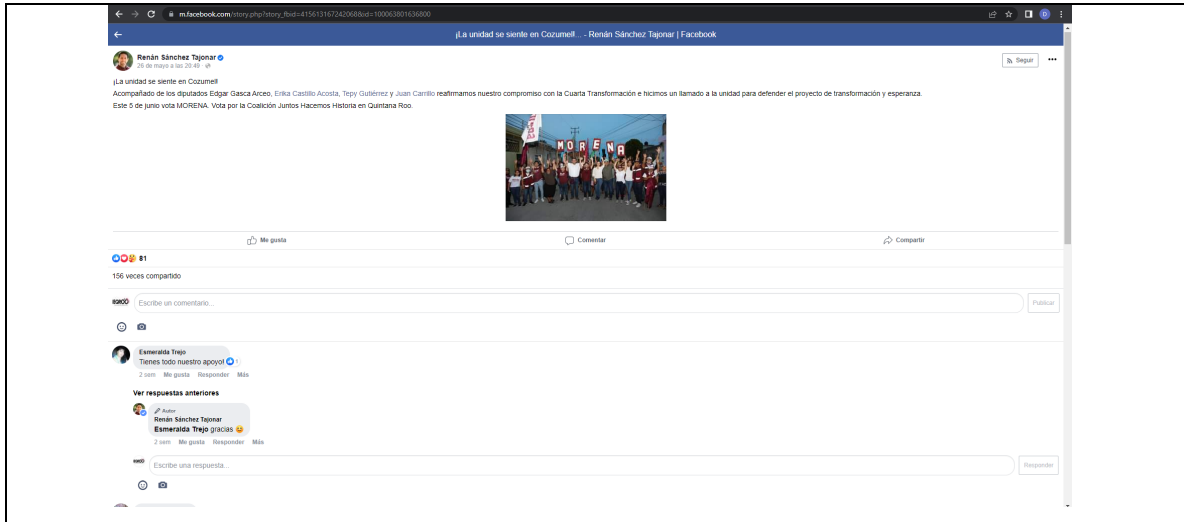 m.facebook.com/story.php?story_fbid=415613167242068&id=100063801636800
D
¡La unidad se siente en Cozumel!... - Renán Sánchez Tajonar | Facebook
Renán Sánchez Tajonar
26 de mayo a las 20:49
Seguir
¡La unidad se siente en Cozumel!
Acompañado de los diputados Edgar Gasca Arceo, Erika Castillo Acosta, Tepy Gutiérrez y Juan Carrillo reafirmamos nuestro compromiso con la Cuarta Transformación e hicimos un llamado a la unidad para defender el proyecto de transformación y esperanza.
Este 5 de junio vota MORENA. Vota por la Coalición Juntos Hacemos Historia en Quintana Roo.
MORENA
Me gusta Comentar Compartir
81
156 veces compartido
Escribe un comentario...
Publicar
Esmeralda Trejo
Tienes todo nuestro apoyo! 1
2 sem Me gusta Responder Más
Ver respuestas anteriores
Autor
Renán Sánchez Tajonar
Esmeralda Trejo gracias 😊
2 sem Me gusta Responder Más
Escribe una respuesta...
Responder